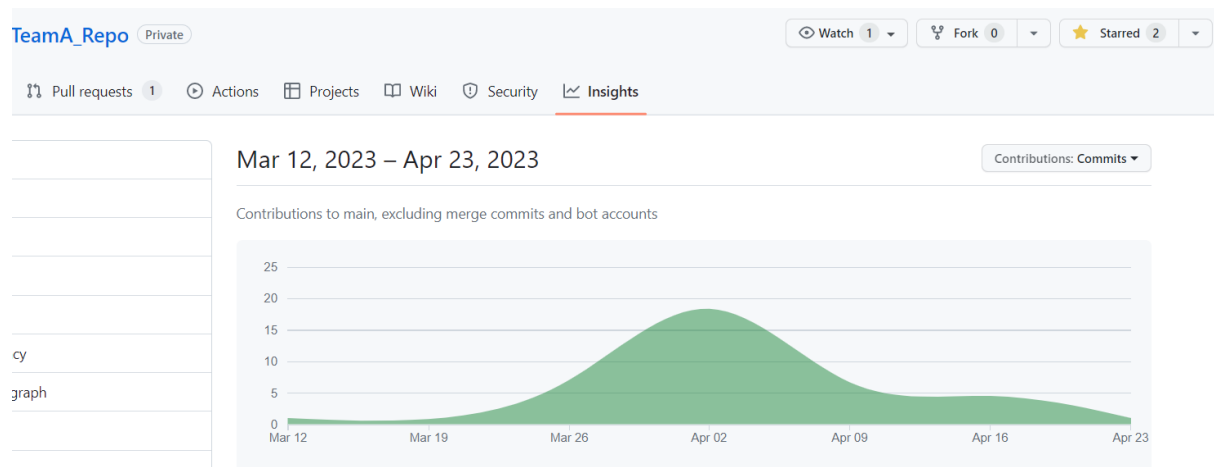 TeamA_Repo Private Watch 1 Fork 0 Starred 2
Pull requests 1 Actions Projects Wiki Security Insights
Mar 12, 2023 – Apr 23, 2023 Contributions: Commits
Contributions to main, excluding merge commits and bot accounts
25
20
15
cy
10
graph
5
0
Mar 12 Mar 19 Mar 26 Apr 02 Apr 09 Apr 16 Apr 23